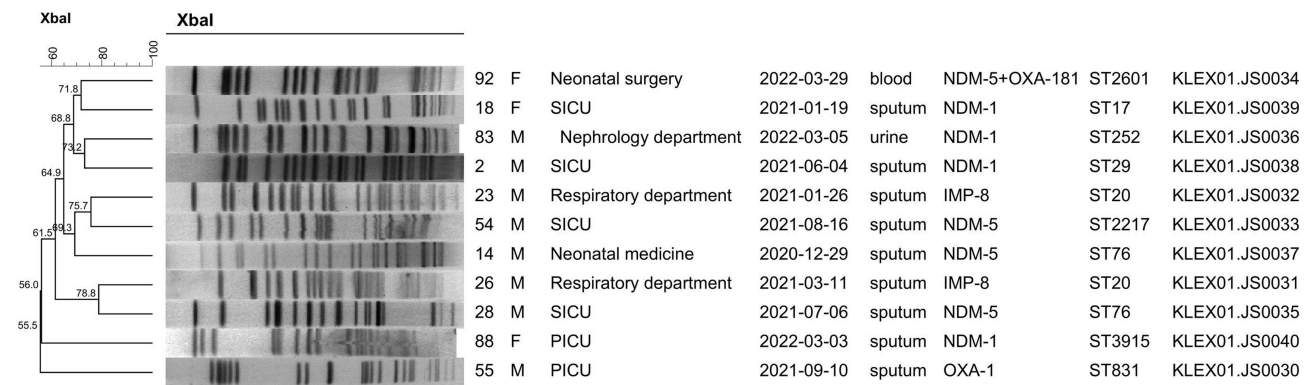 XbaI XbaI
60 80 100
71.8
68.8
73.2
64.9
75.7
61.5 69.3
56.0
78.8
55.5
92 F Neonatal surgery 2022-03-29 blood NDM-5+OXA-181 ST2601 KLEX01.JS0034
18 F SICU 2021-01-19 sputum NDM-1 ST17 KLEX01.JS0039
83 M Nephrology department 2022-03-05 urine NDM-1 ST252 KLEX01.JS0036
2 M SICU 2021-06-04 sputum NDM-1 ST29 KLEX01.JS0038
23 M Respiratory department 2021-01-26 sputum IMP-8 ST20 KLEX01.JS0032
54 M SICU 2021-08-16 sputum NDM-5 ST2217 KLEX01.JS0033
14 M Neonatal medicine 2020-12-29 sputum NDM-5 ST76 KLEX01.JS0037
26 M Respiratory department 2021-03-11 sputum IMP-8 ST20 KLEX01.JS0031
28 M SICU 2021-07-06 sputum NDM-5 ST76 KLEX01.JS0035
88 F PICU 2022-03-03 sputum NDM-1 ST3915 KLEX01.JS0040
55 M PICU 2021-09-10 sputum OXA-1 ST831 KLEX01.JS0030